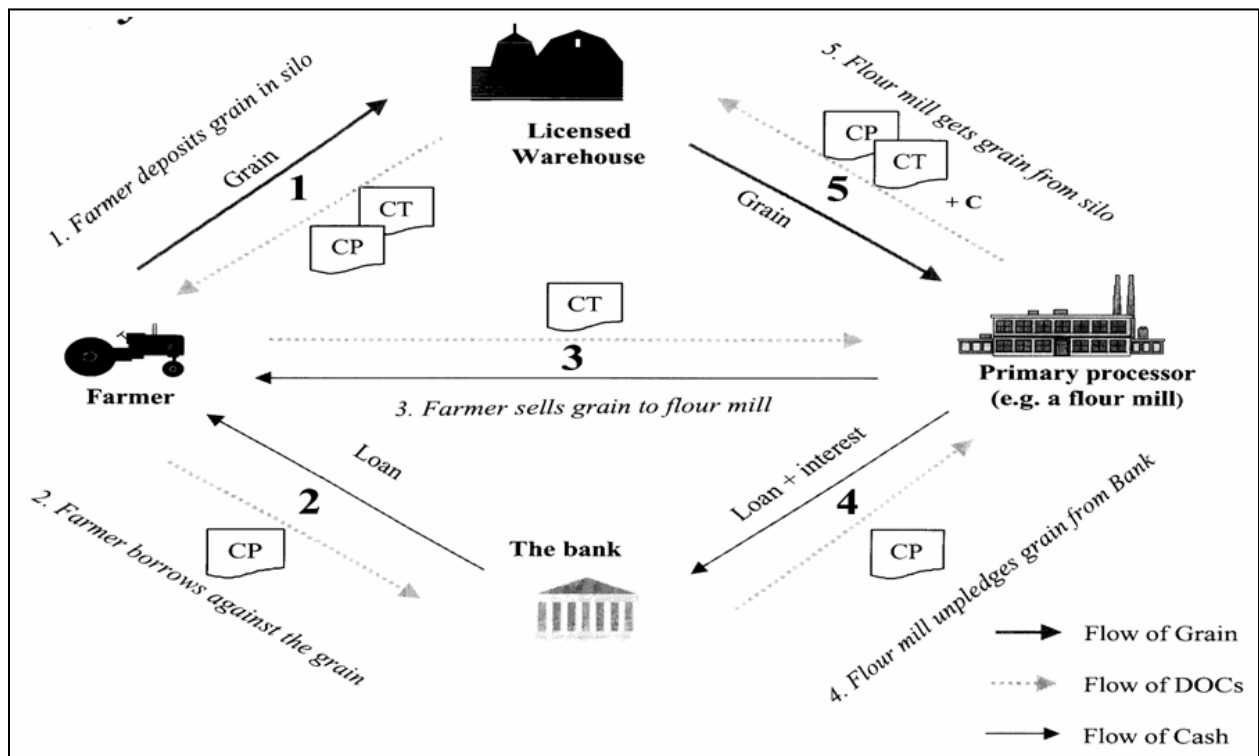 1. Farmer deposits grain in silo
Grain
1
CT
CP
Licensed
Warehouse
5. Flour mill gets grain from silo
CP
CT
5
+ C
Grain
CT
3
3. Farmer sells grain to flour mill
Farmer
Primary processor
(e.g. a flour mill)
Loan
2
CP
2. Farmer borrows against the grain
The bank
Loan + interest
4
CP
4. Flour mill unpledges grain from Bank
Flow of Grain
Flow of DOCs
Flow of Cash